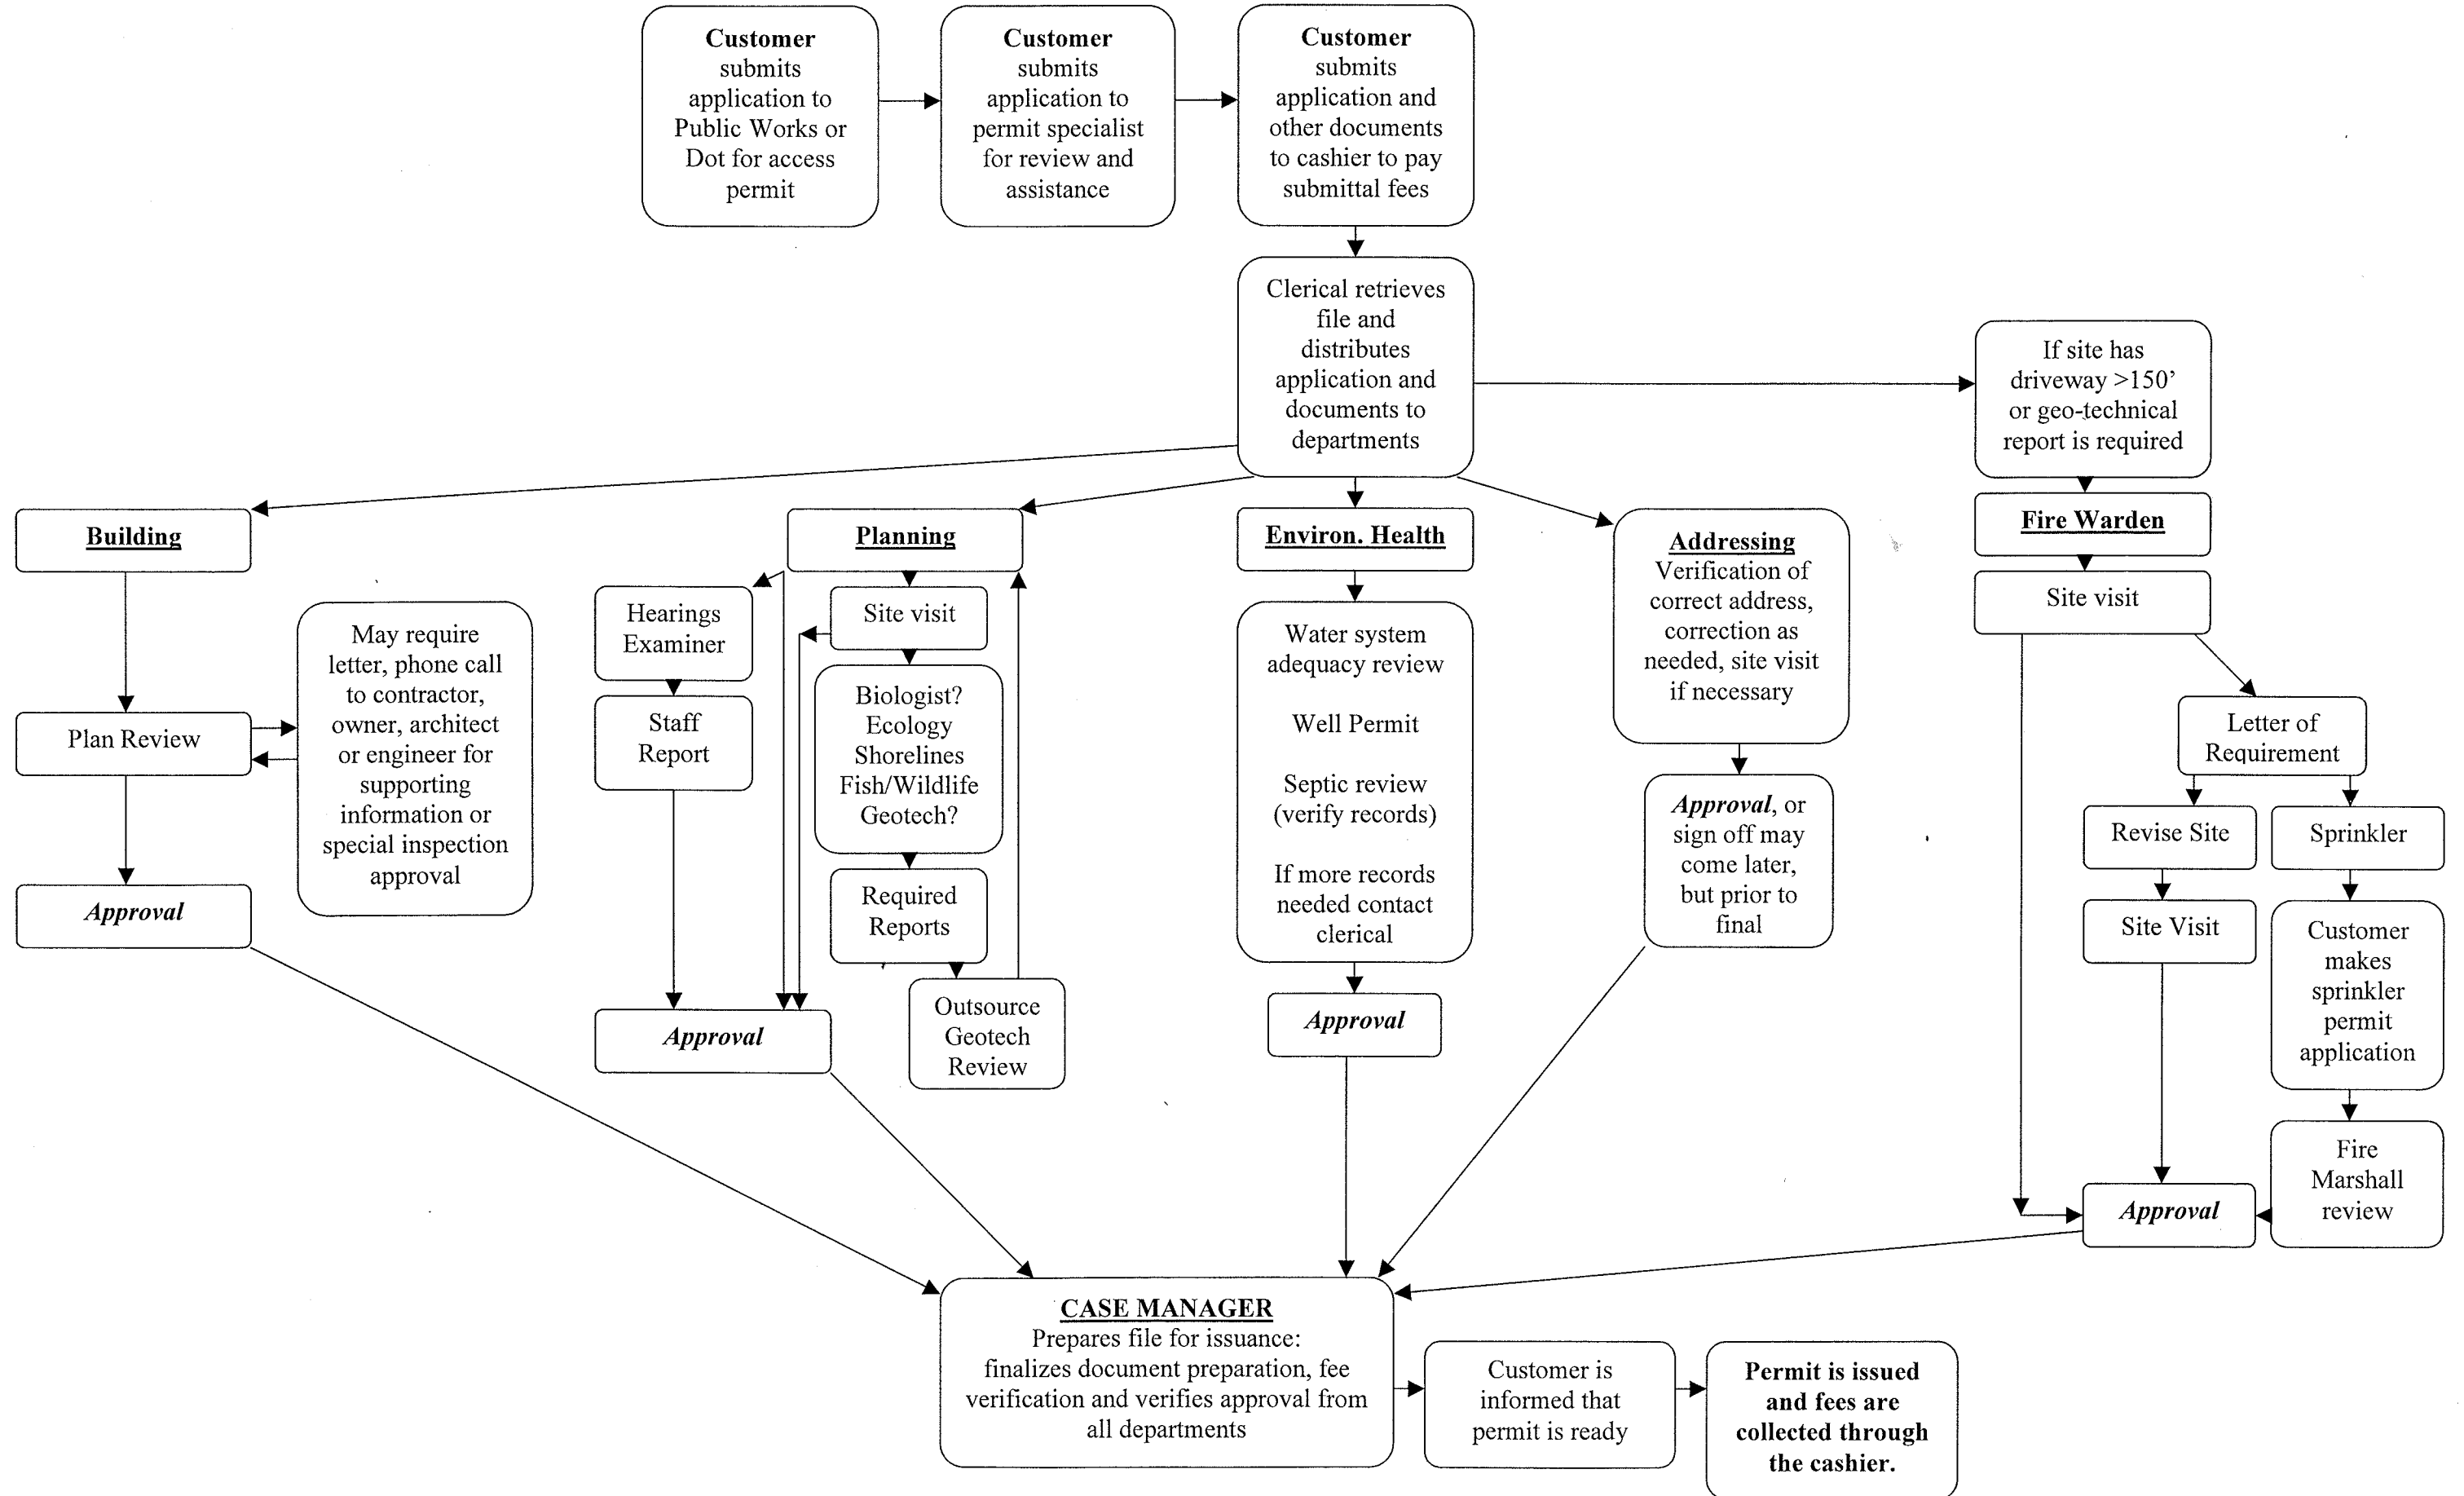 Customer
submits
application to
Public Works or
Dot for access
permit
Customer
submits
application to
permit specialist
for review and
assistance
Customer
submits
application and
other documents
to cashier to pay
submittal fees
Clerical retrieves
file and
distributes
application and
documents to
departments
If site has
driveway >150’
or geo-technical
report is required
Building
Plan Review
May require
letter, phone call
to contractor,
owner, architect
or engineer for
supporting
information or
special inspection
approval
Approval
Planning
Hearings
Examiner
Staff
Report
Site visit
Biologist?
Ecology
Shorelines
Fish/Wildlife
Geotech?
Required
Reports
Outsource
Geotech
Review
Approval
Environ. Health
Water system
adequacy review
Well Permit
Septic review
(verify records)
If more records
needed contact
clerical
Approval
Addressing
Verification of
correct address,
correction as
needed, site visit
if necessary
Approval, or
sign off may
come later,
but prior to
final
Fire Warden
Site visit
Letter of
Requirement
Revise Site
Site Visit
Sprinkler
Customer
makes
sprinkler
permit
application
Fire
Marshall
review
Approval
CASE MANAGER
Prepares file for issuance:
finalizes document preparation, fee
verification and verifies approval from
all departments
Customer is
informed that
permit is ready
Permit is issued
and fees are
collected through
the cashier.